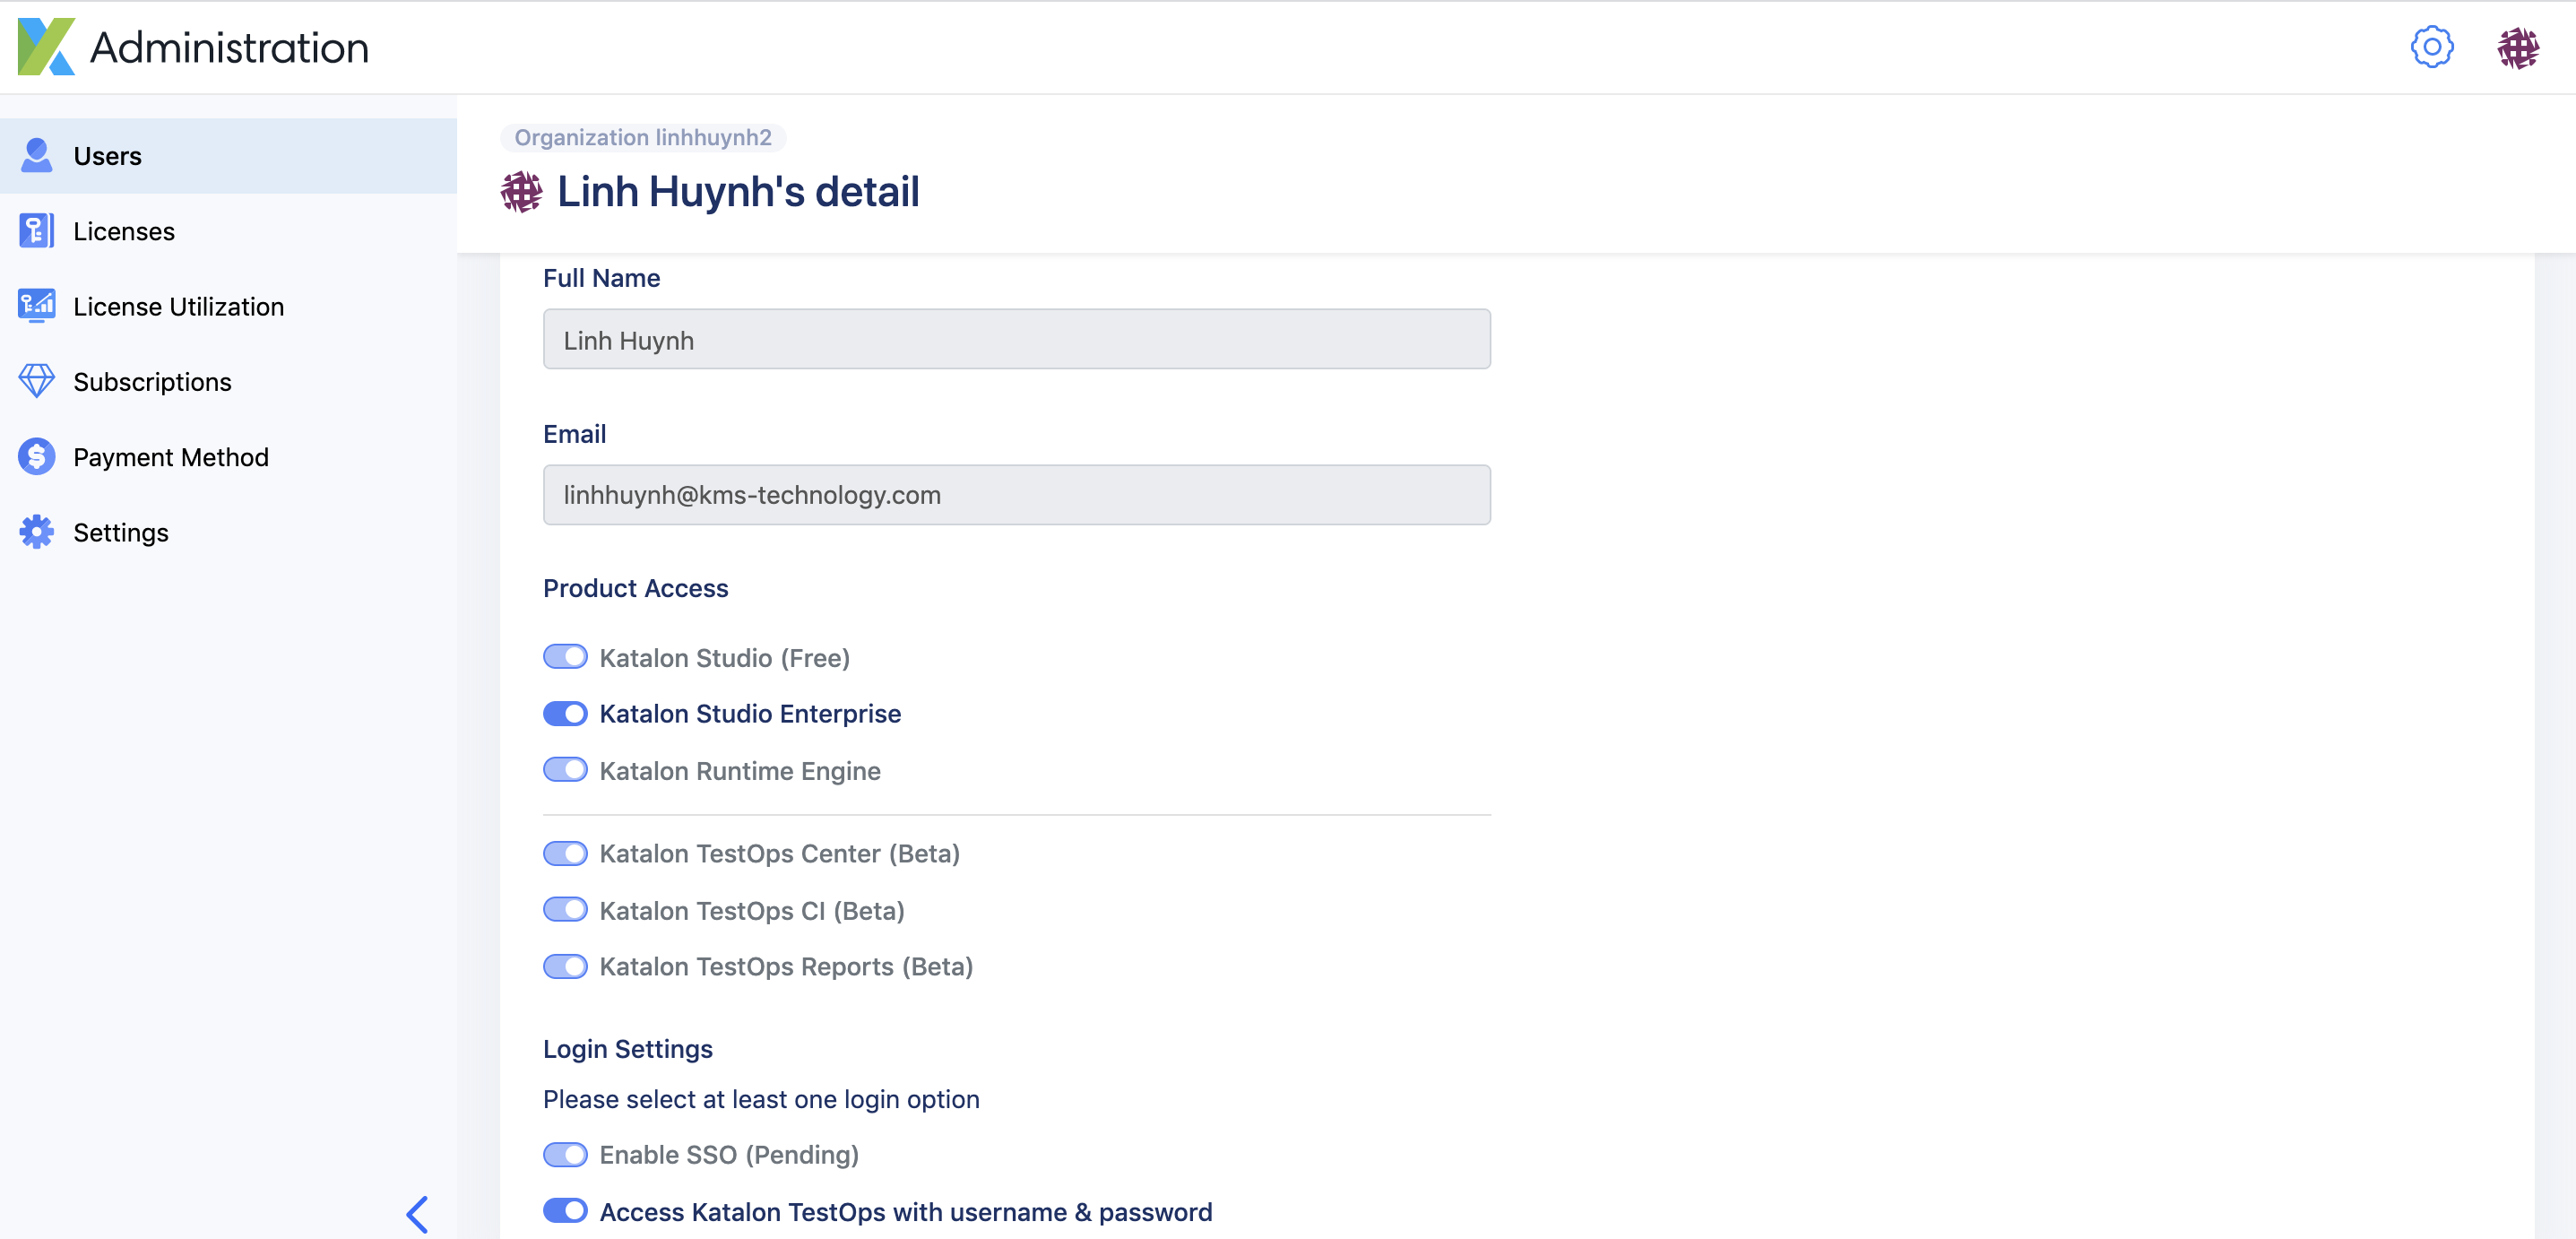 Administration
Users
Licenses
License Utilization
Subscriptions
Payment Method
Settings
Organization linhhuynh2
Linh Huynh's detail
Full Name
Linh Huynh
Email
linhhuynh@kms-technology.com
Product Access
Katalon Studio (Free)
Katalon Studio Enterprise
Katalon Runtime Engine
Katalon TestOps Center (Beta)
Katalon TestOps CI (Beta)
Katalon TestOps Reports (Beta)
Login Settings
Please select at least one login option
Enable SSO (Pending)
Access Katalon TestOps with username & password